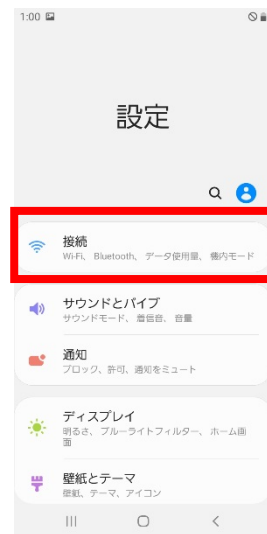 1:00
設定
接続
Wi-Fi、 Bluetooth、 データ使用量、 機内モード
サウンドとバイブ
サウンドモード、 着信音、 音量
通知
ブロック、許可、通知をミュート
ディスプレイ
明るさ、 ブルーライトフィルター、 ホーム画
面
壁紙とテーマ
壁紙、テーマ、アイコン